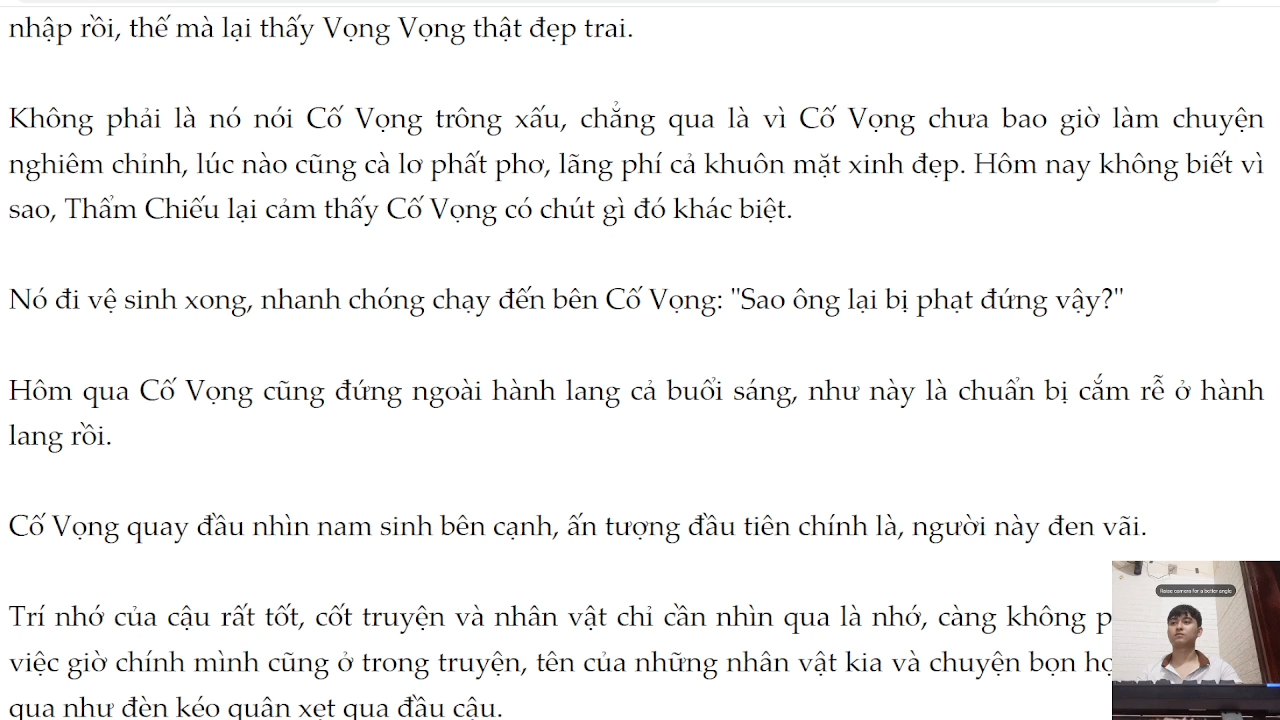 nhập rồi, thế mà lại thấy Vọng Vọng thật đẹp trai.
Không phải là nó nói Cố Vọng trông xấu, chẳng qua là vì Cố Vọng chưa bao giờ làm chuyện
nghiêm chỉnh, lúc nào cũng cà lơ phất phơ, lãng phí cả khuôn mặt xinh đẹp. Hôm nay không biết vì
sao, Thẩm Chiếu lại cảm thấy Cố Vọng có chút gì đó khác biệt.
Nó đi vệ sinh xong, nhanh chóng chạy đến bên Cố Vọng: "Sao ông lại bị phạt đứng vậy?"
Hôm qua Cố Vọng cũng đứng ngoài hành lang cả buổi sáng, như này là chuẩn bị cắm rễ ở hành
lang rồi.
Cố Vọng quay đầu nhìn nam sinh bên cạnh, ấn tượng đầu tiên chính là, người này đen vãi.
Raise camera for a better angle
Trí nhớ của cậu rất tốt, cốt truyện và nhân vật chỉ cần nhìn qua là nhớ, càng không p
việc giờ chính mình cũng ở trong truyện, tên của những nhân vật kia và chuyện bọn họ
qua như đèn kéo quân xẹt qua đầu cậu.